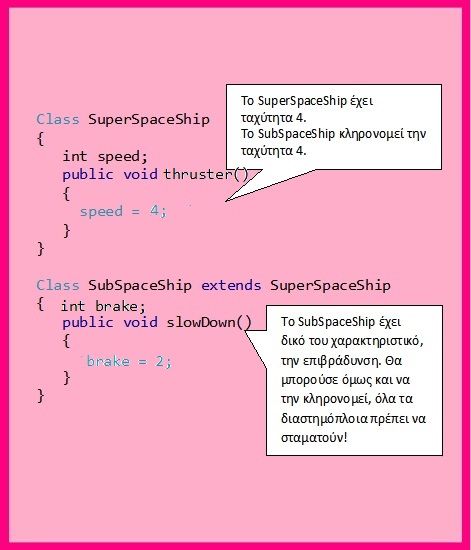 Το SuperSpaceShip έχει
ταχύτητα 4.
Το SubSpaceShip κληρονομεί την
ταχύτητα 4.
Class SuperSpaceShip
{
int speed;
public void thruster()
{
speed = 4;
}
}
Class SubSpaceShip extends SuperSpaceShip
{ int brake;
public void slowDown()
{
brake = 2;
}
}
Το SubSpaceShip έχει
δικό του χαρακτηριστικό,
την επιβράδυνση. Θα
μπορούσε όμως και να
την κληρονομεί, όλα τα
διαστημόπλοια πρέπει να
σταματούν!